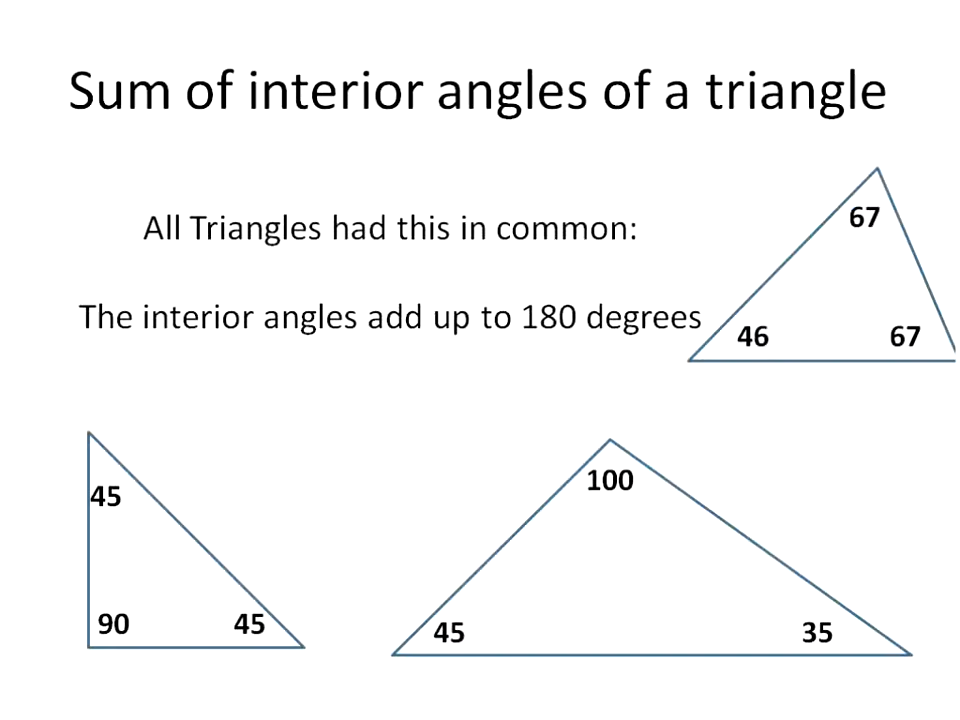 Sum of interior angles of a triangle
All Triangles had this in common:
The interior angles add up to 180 degrees
67
46 67
45
90 45
100
45 35